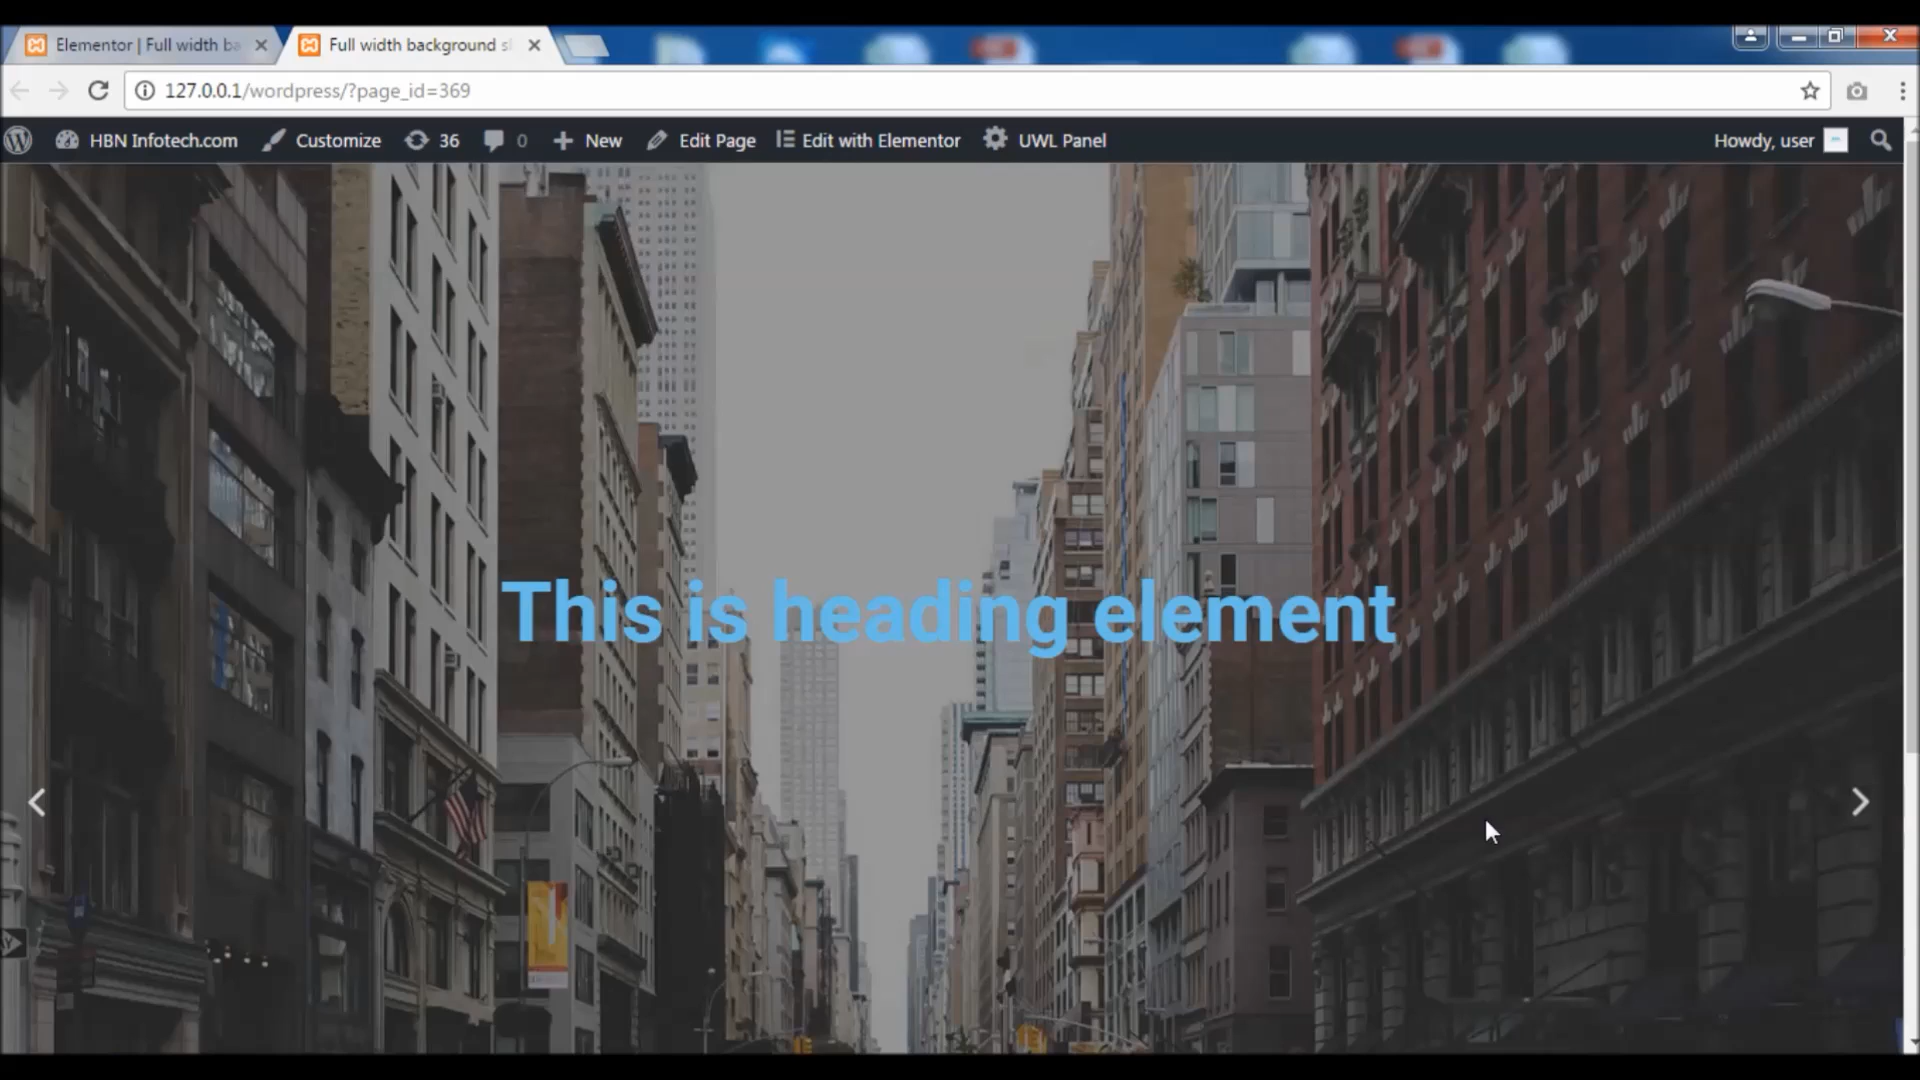 Elementor | Full width ba
Full width background s
127.0.0.1/wordpress/?page_id=369
HBN Infotech.com
Customize
36
0
New
Edit Page
Edit with Elementor
UWL Panel
Howdy, user
This is heading element